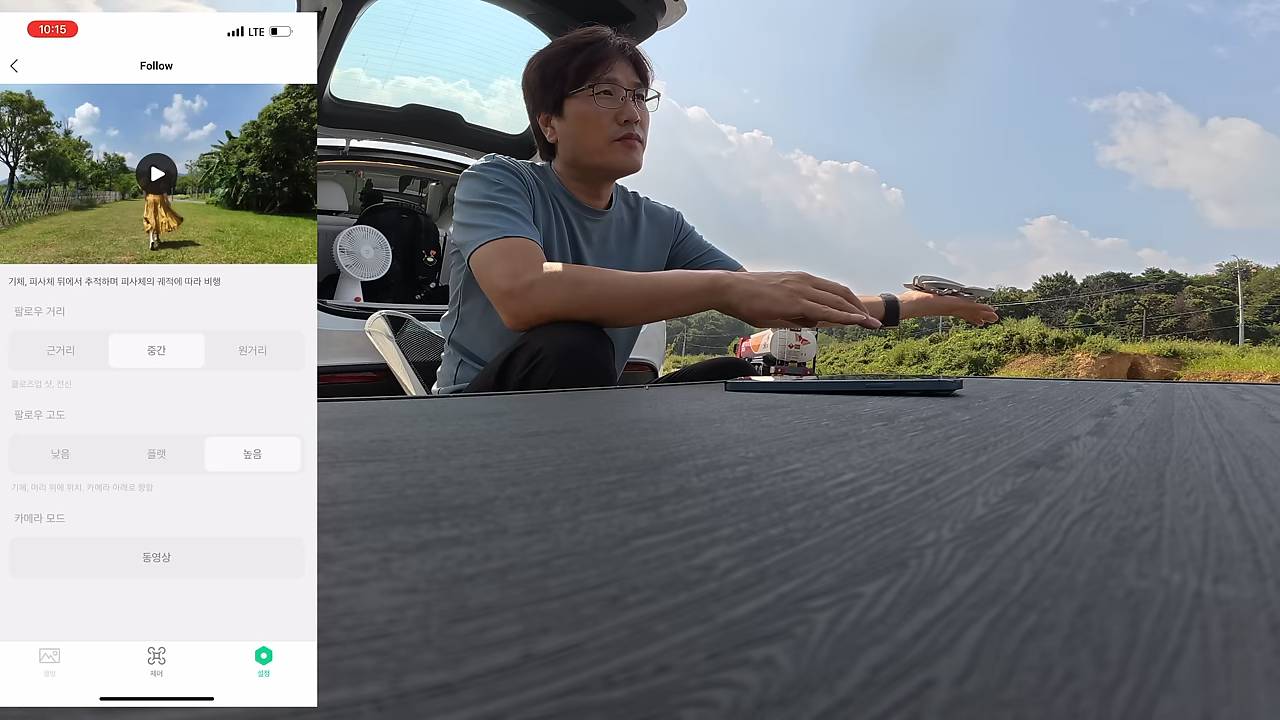 10:15
LTE
Follow
기체, 피사체 뒤에서 추적하며 피사체의 궤적에 따라 비행
팔로우 거리
근거리 중간 원거리
클로즈업 샷, 전신
팔로우 고도
낮음 플랫 높음
기체, 머리 위에 위치. 카메라 아래로 향함
카메라 모드
동영상
앨범 제어 설정